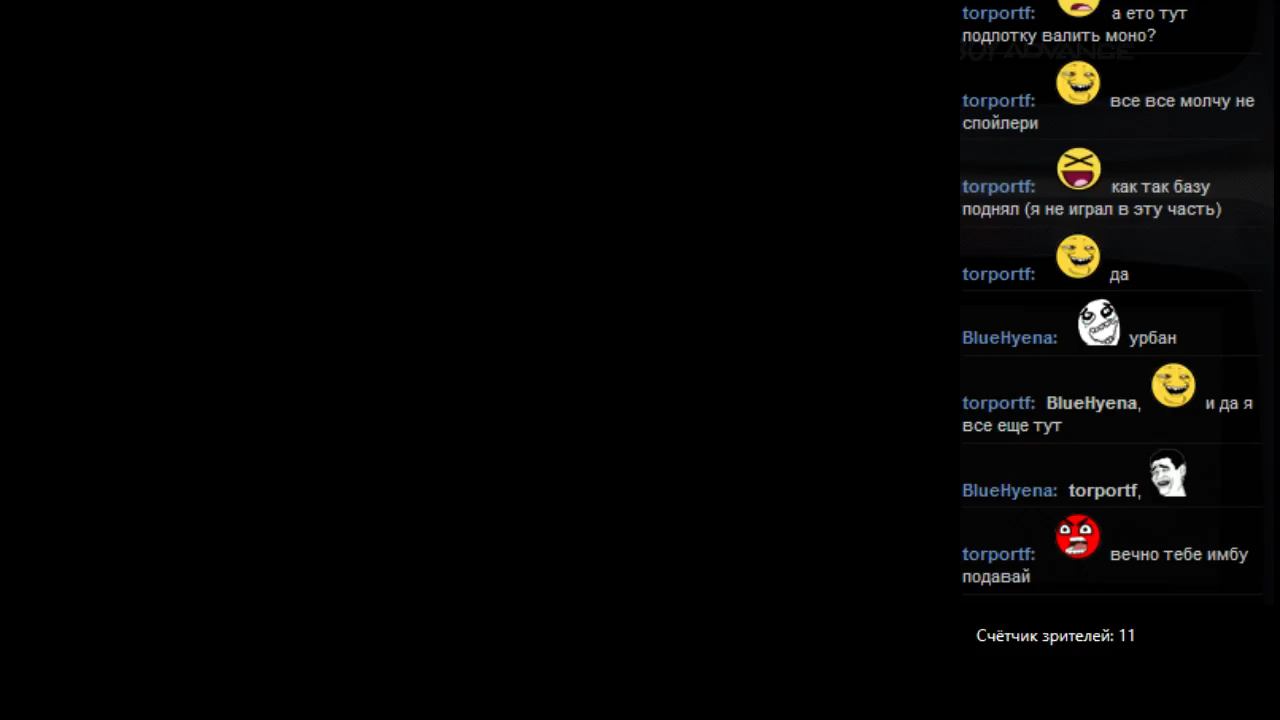 torportf: а ето тут
подлотку валить моно?
BOY ADVANCE
torportf: все все молчу не
спойлери
torportf: как так базу
поднял (я не играл в эту часть)
torportf: да
BlueHyena: урбан
torportf: BlueHyena, и да я
все еще тут
BlueHyena: torportf,
torportf: вечно тебе имбу
подавай
Счётчик зрителей: 11